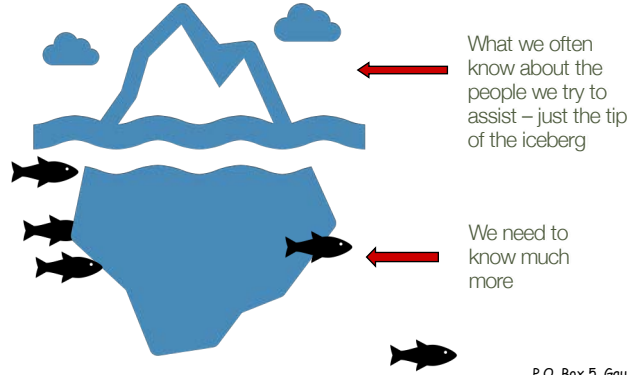 What we often
know about the
people we try to
assist – just the tip
of the iceberg
We need to
know much
more
P.O. Box 5, Gau